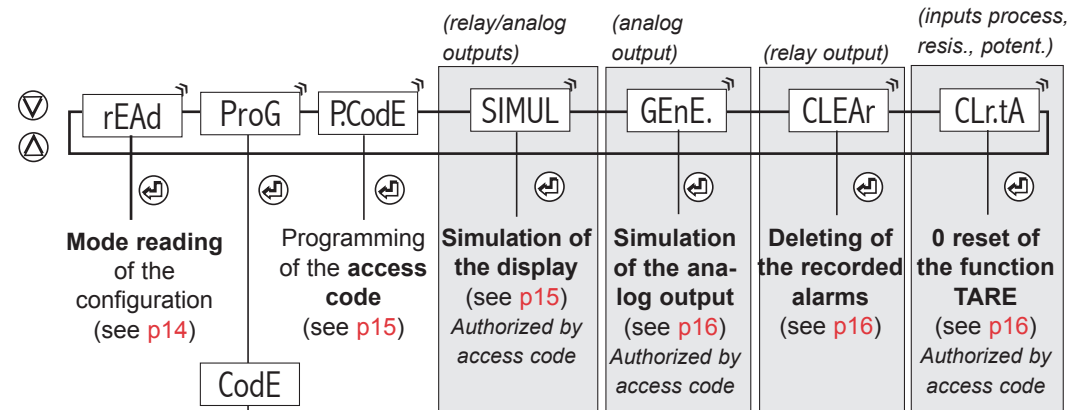 (relay/analog
outputs)
(analog
output)
(relay output)
(inputs process,
resis., potent.)
rEAd
ProG
P.CodE
SIMUL
GEnE.
CLEAr
CLr.tA
Mode reading
of the
configuration
(see p14)
Programming
of the access
code
(see p15)
Simulation of
the display
(see p15)
Authorized by
access code
Simulation
of the ana-
log output
(see p16)
Authorized by
access code
Deleting of
the recorded
alarms
(see p16)
0 reset of
the function
TARE
(see p16)
Authorized by
access code
CodE